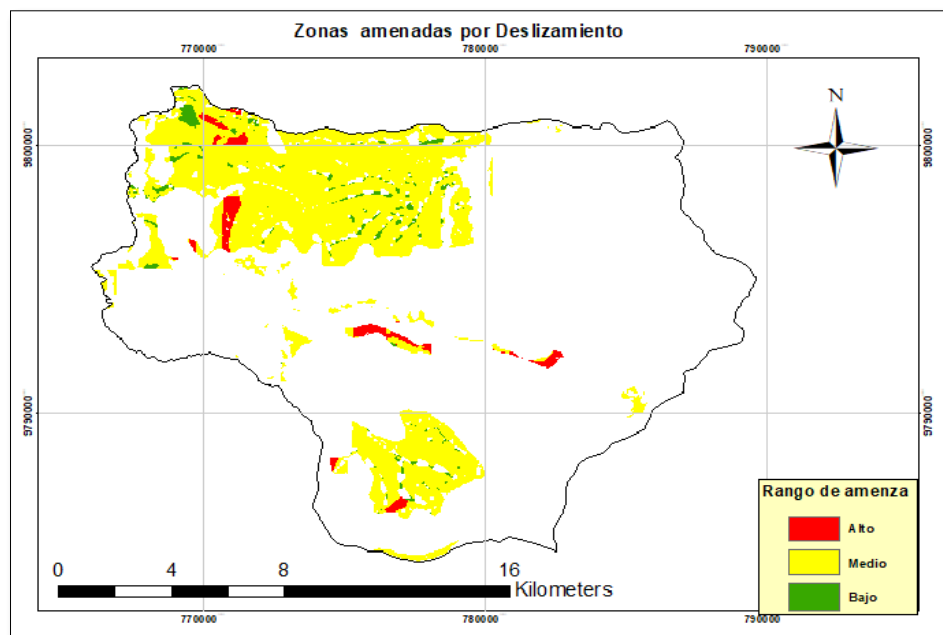 Zonas amenadas por Deslizamiento
770000
780000
790000
N
9800000
9800000
9790000
9790000
Rango de amenza
Alto
Medio
Bajo
0
4
8
16
Kilometers
770000
780000
790000